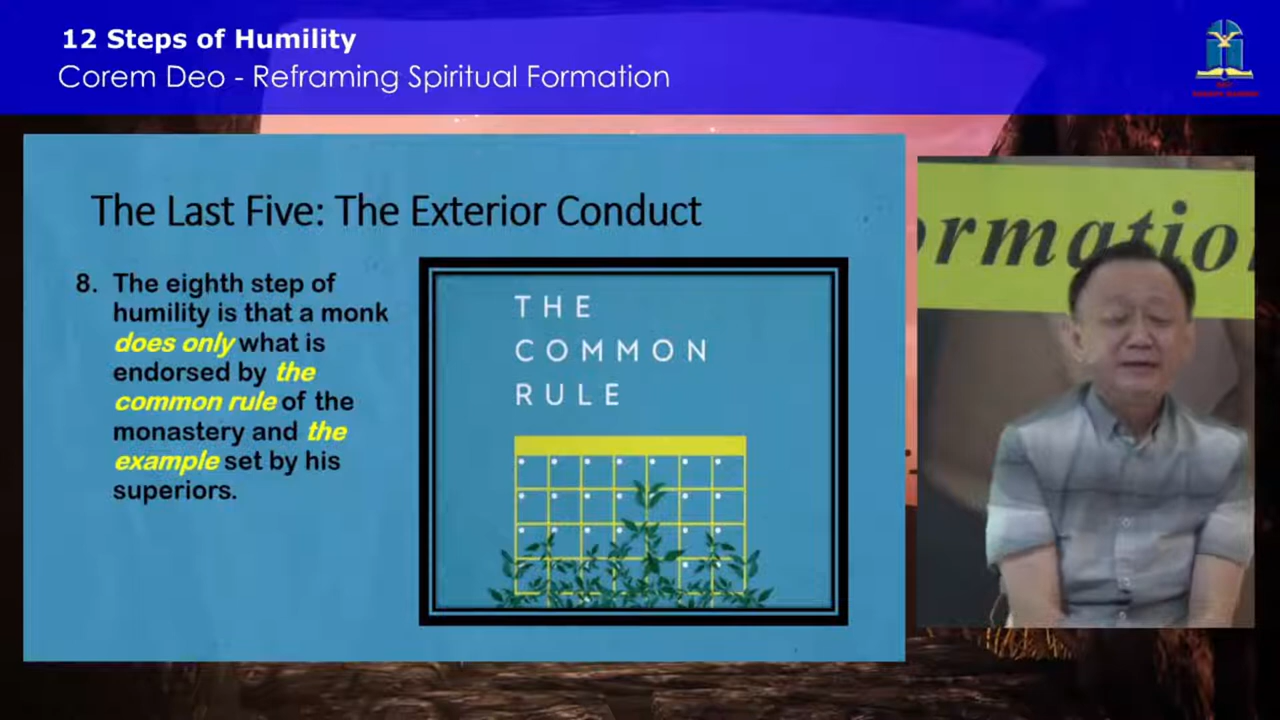 12 Steps of Humility
Corem Deo - Reframing Spiritual Formation
The Last Five: The Exterior Conduct
8. The eighth step of
humility is that a monk
does only what is
endorsed by the
common rule of the
monastery and the
example set by his
superiors.
THE
COMMON
RULE
ormatio